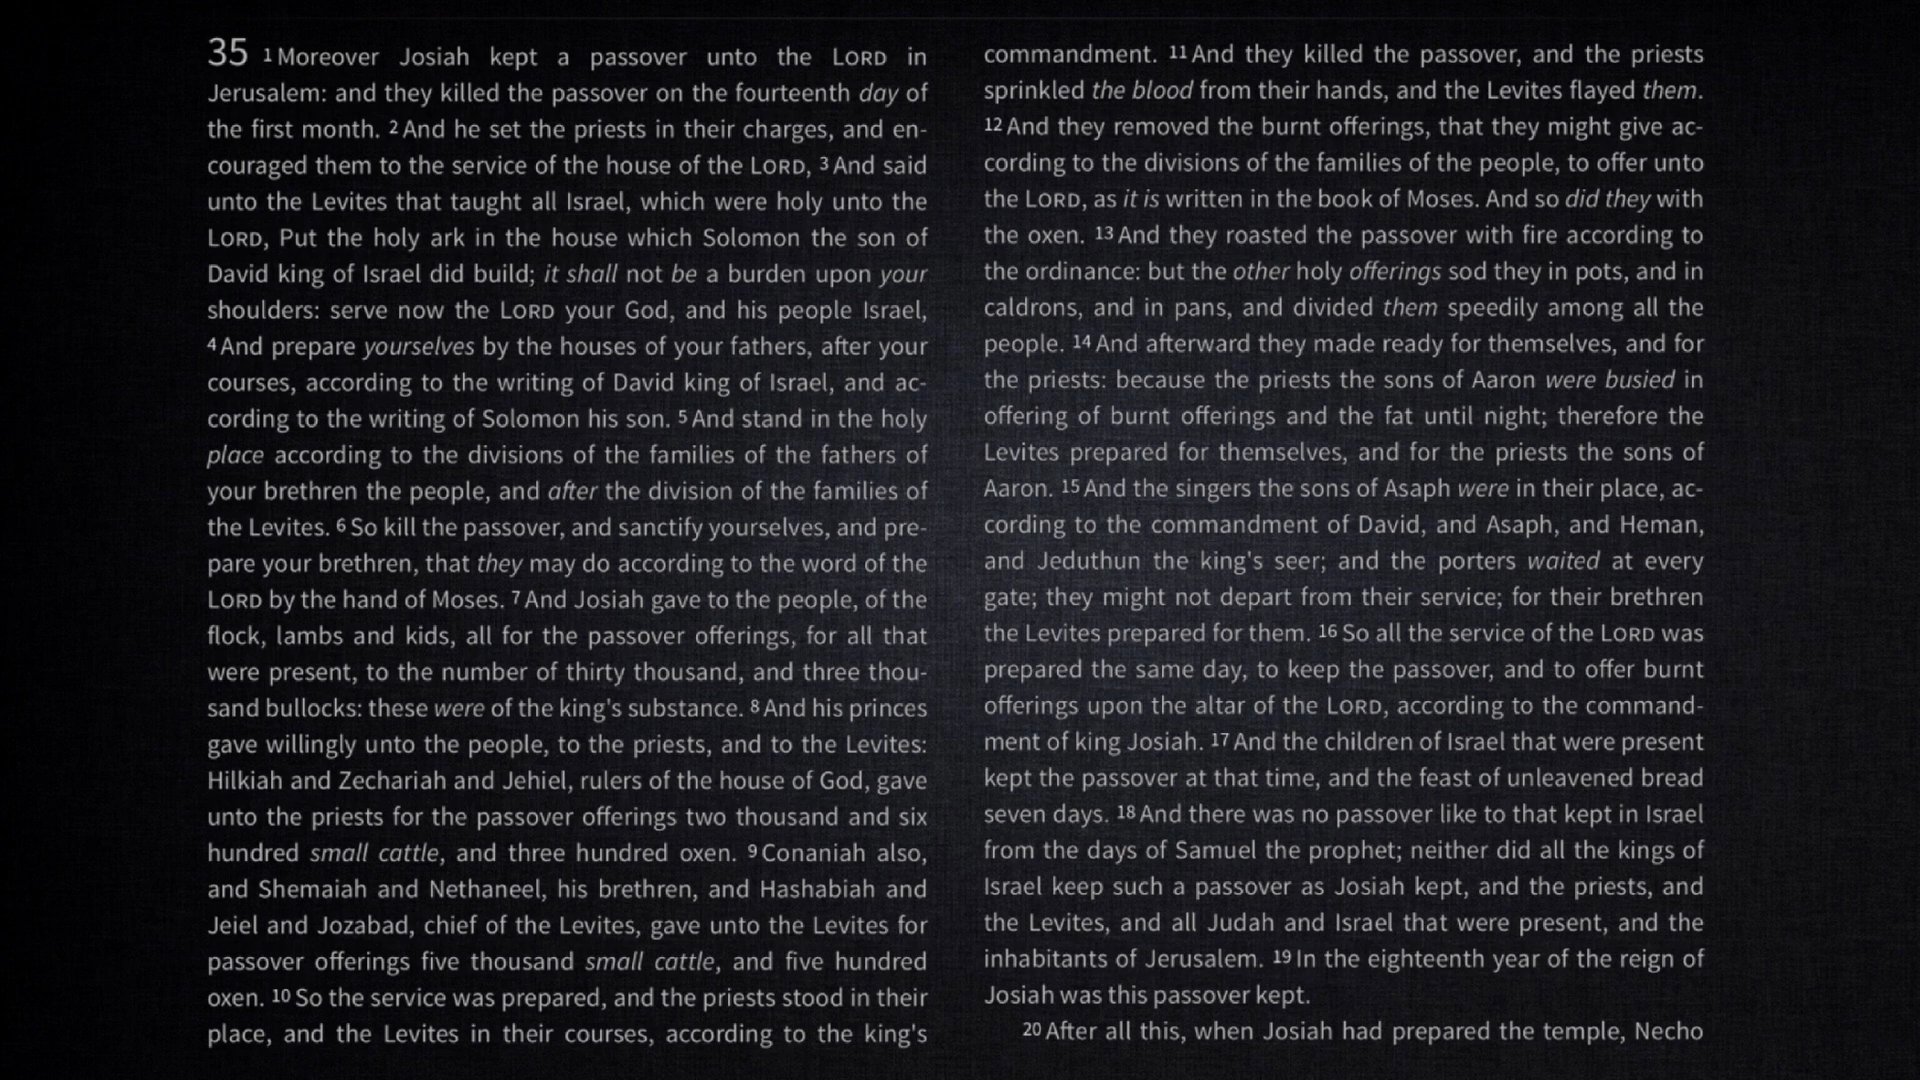 35 1 Moreover Josiah kept a passover unto the LORD in
Jerusalem: and they killed the passover on the fourteenth day of
the first month. 2 And he set the priests in their charges, and en-
couraged them to the service of the house of the LORD, 3 And said
unto the Levites that taught all Israel, which were holy unto the
LORD, Put the holy ark in the house which Solomon the son of
David king of Israel did build; it shall not be a burden upon your
shoulders: serve now the LORD your God, and his people Israel,
4 And prepare yourselves by the houses of your fathers, after your
courses, according to the writing of David king of Israel, and ac-
cording to the writing of Solomon his son. 5 And stand in the holy
place according to the divisions of the families of the fathers of
your brethren the people, and after the division of the families of
the Levites. 6 So kill the passover, and sanctify yourselves, and pre-
pare your brethren, that they may do according to the word of the
LORD by the hand of Moses. 7 And Josiah gave to the people, of the
flock, lambs and kids, all for the passover offerings, for all that
were present, to the number of thirty thousand, and three thou-
sand bullocks: these were of the king's substance. 8 And his princes
gave willingly unto the people, to the priests, and to the Levites:
Hilkiah and Zechariah and Jehiel, rulers of the house of God, gave
unto the priests for the passover offerings two thousand and six
hundred small cattle, and three hundred oxen. 9 Conaniah also,
and Shemaiah and Nethaneel, his brethren, and Hashabiah and
Jeiel and Jozabad, chief of the Levites, gave unto the Levites for
passover offerings five thousand small cattle, and five hundred
oxen. 10 So the service was prepared, and the priests stood in their
place, and the Levites in their courses, according to the king's
commandment. 11 And they killed the passover, and the priests
sprinkled the blood from their hands, and the Levites flayed them.
12 And they removed the burnt offerings, that they might give ac-
cording to the divisions of the families of the people, to offer unto
the LORD, as it is written in the book of Moses. And so did they with
the oxen. 13 And they roasted the passover with fire according to
the ordinance: but the other holy offerings sod they in pots, and in
caldrons, and in pans, and divided them speedily among all the
people. 14 And afterward they made ready for themselves, and for
the priests: because the priests the sons of Aaron were busied in
offering of burnt offerings and the fat until night; therefore the
Levites prepared for themselves, and for the priests the sons of
Aaron. 15 And the singers the sons of Asaph were in their place, ac-
cording to the commandment of David, and Asaph, and Heman,
and Jeduthun the king's seer; and the porters waited at every
gate; they might not depart from their service; for their brethren
the Levites prepared for them. 16 So all the service of the LORD was
prepared the same day, to keep the passover, and to offer burnt
offerings upon the altar of the LORD, according to the command-
ment of king Josiah. 17 And the children of Israel that were present
kept the passover at that time, and the feast of unleavened bread
seven days. 18 And there was no passover like to that kept in Israel
from the days of Samuel the prophet; neither did all the kings of
Israel keep such a passover as Josiah kept, and the priests, and
the Levites, and all Judah and Israel that were present, and the
inhabitants of Jerusalem. 19 In the eighteenth year of the reign of
Josiah was this passover kept.
20 After all this, when Josiah had prepared the temple, Necho